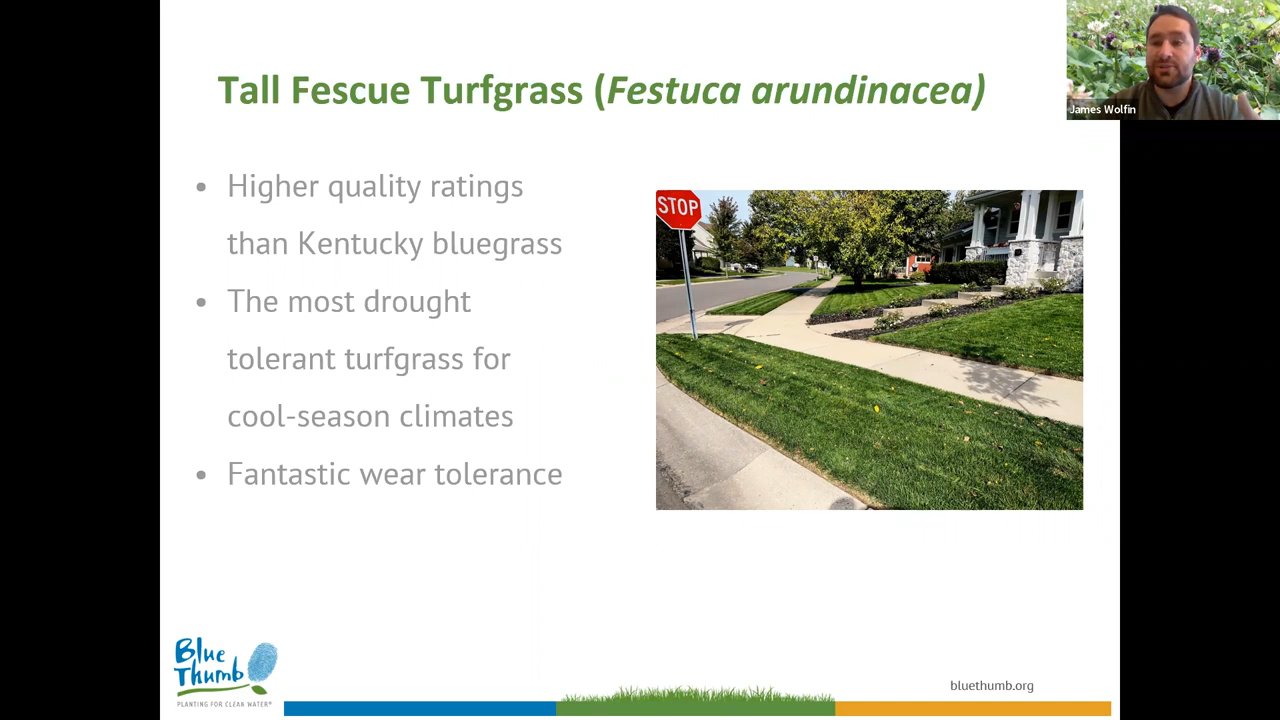 Tall Fescue Turfgrass (Festuca arundinacea)
James Wolfin
• Higher quality ratings
than Kentucky bluegrass
• The most drought
tolerant turfgrass for
cool-season climates
• Fantastic wear tolerance
STOP
Blue
Thumb
PLANTING FOR CLEAN WATER®
bluethumb.org